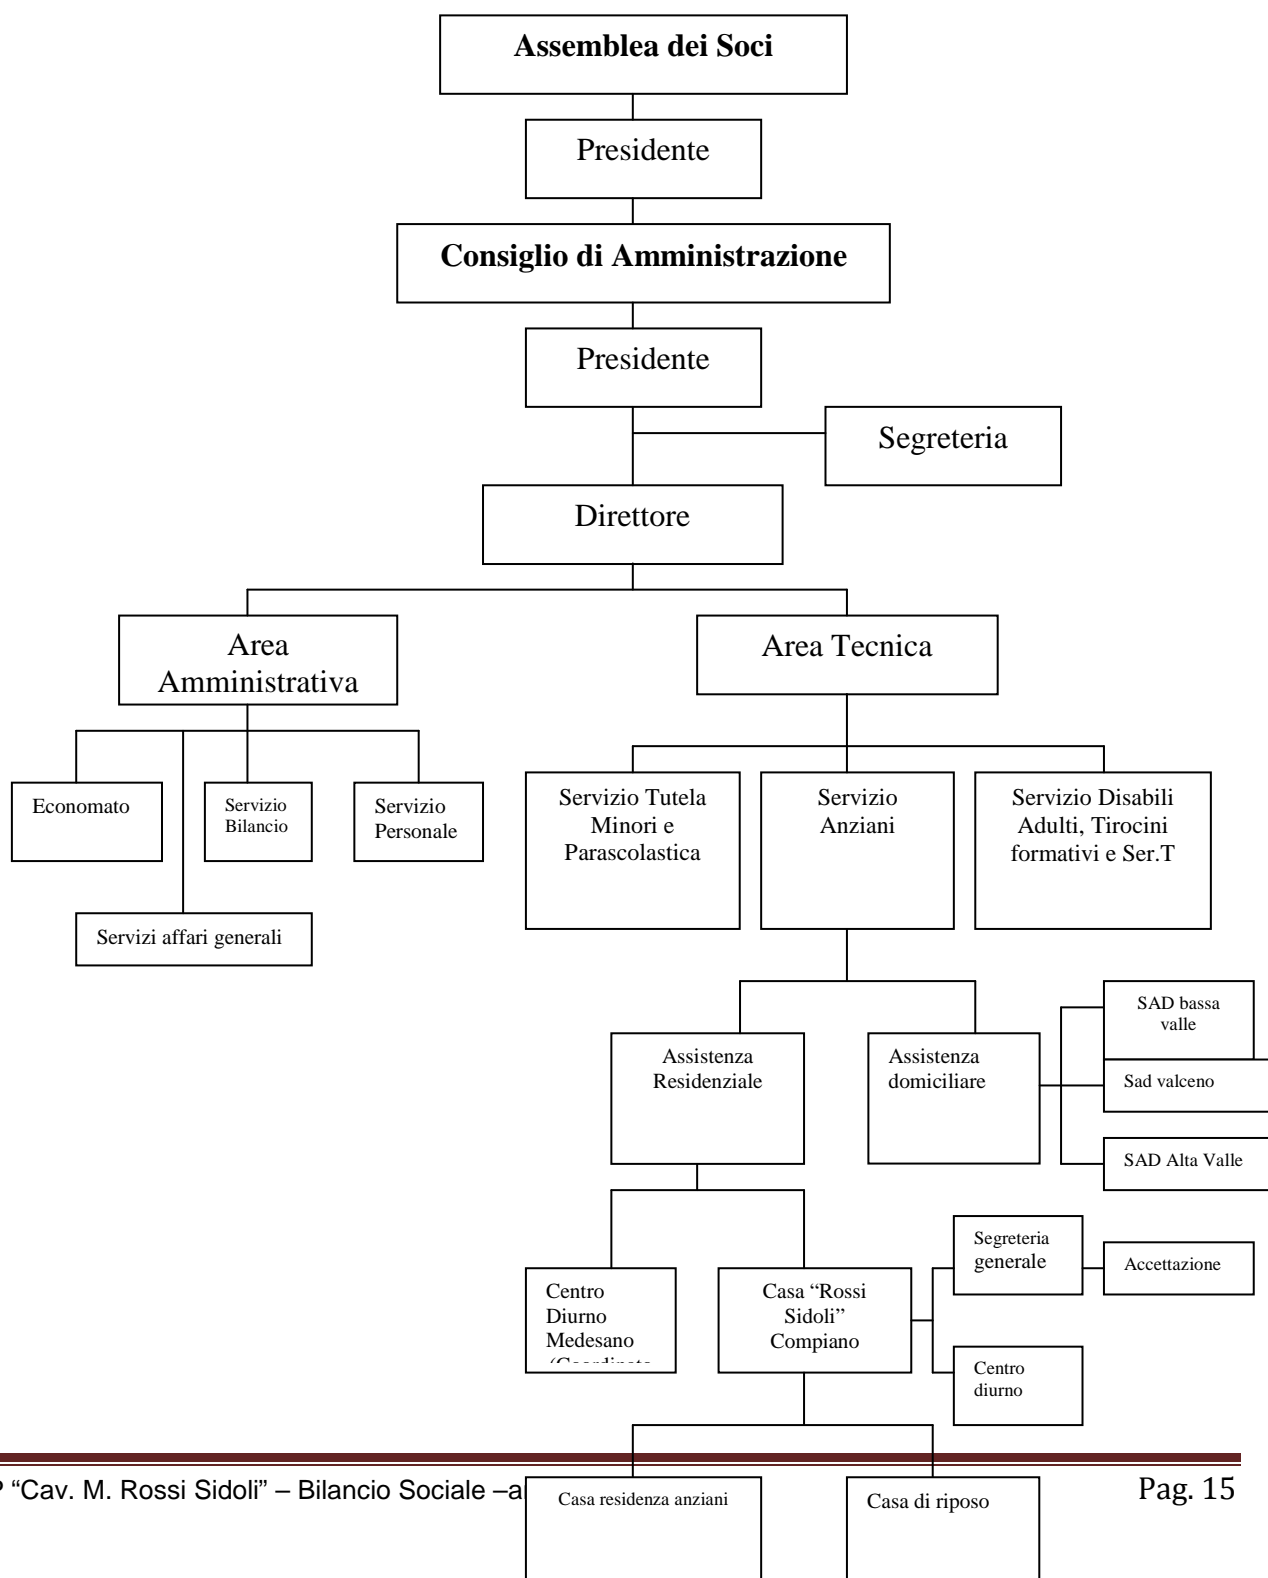 Assemblea dei Soci
Presidente
Consiglio di Amministrazione
Presidente
Segreteria
Direttore
Area
Amministrativa
Area Tecnica
Economato
Servizio
Bilancio
Servizio
Personale
Servizi affari generali
Servizio Tutela
Minori e
Parascolastica
Servizio
Anziani
Servizio Disabili
Adulti, Tirocini
formativi e Ser.T
Assistenza
Residenziale
Assistenza
domiciliare
SAD bassa
valle
Sad valceno
SAD Alta Valle
Centro
Diurno
Medesano
Casa “Rossi
Sidoli”
Compiano
Segreteria
generale
Accettazione
Centro
diurno
Casa residenza anziani
Casa di riposo
“Cav. M. Rossi Sidoli” – Bilancio Sociale –
Pag. 15